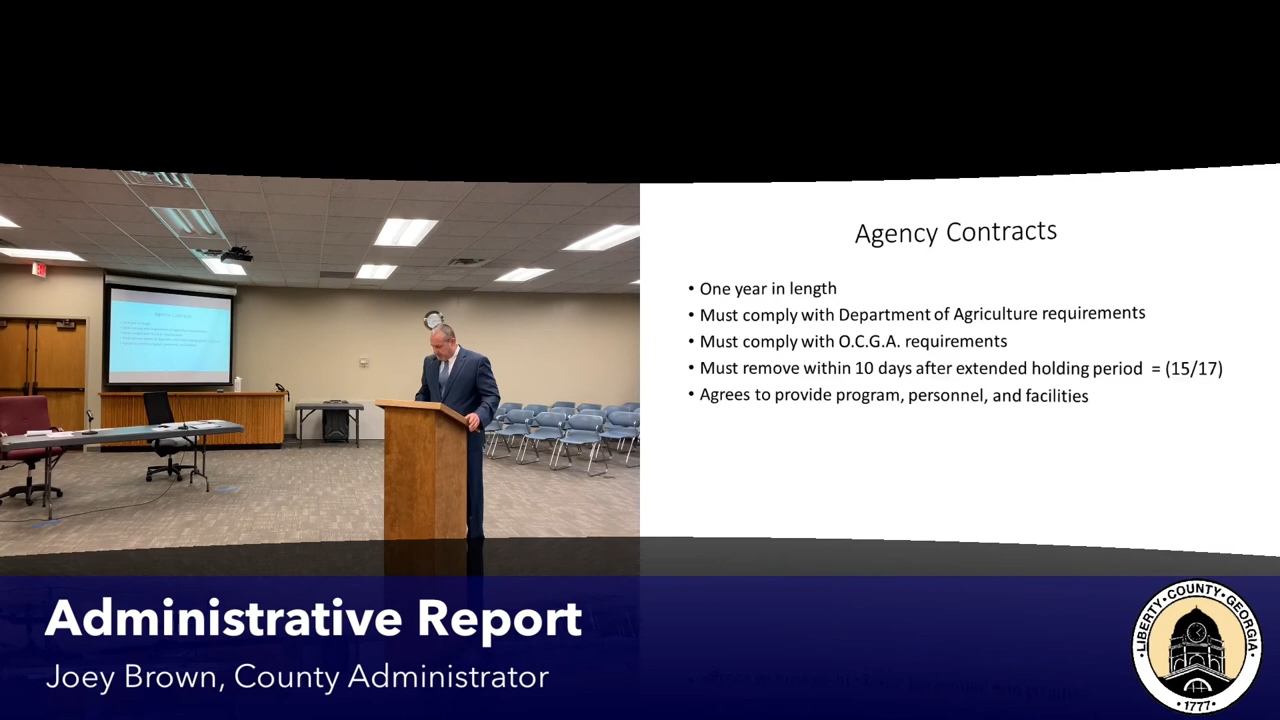 Agency Contracts
• One year in length
• Must comply with Department of Agriculture requirements
• Must comply with O.C.G.A. requirements
• Must remove within 10 days after extended holding period = (15/17)
• Agrees to provide program, personnel, and facilities
Agency Contracts
Administrative Report
Joey Brown, County Administrator
LIBERTY • COUNTY • GEORGIA
• 1777 •